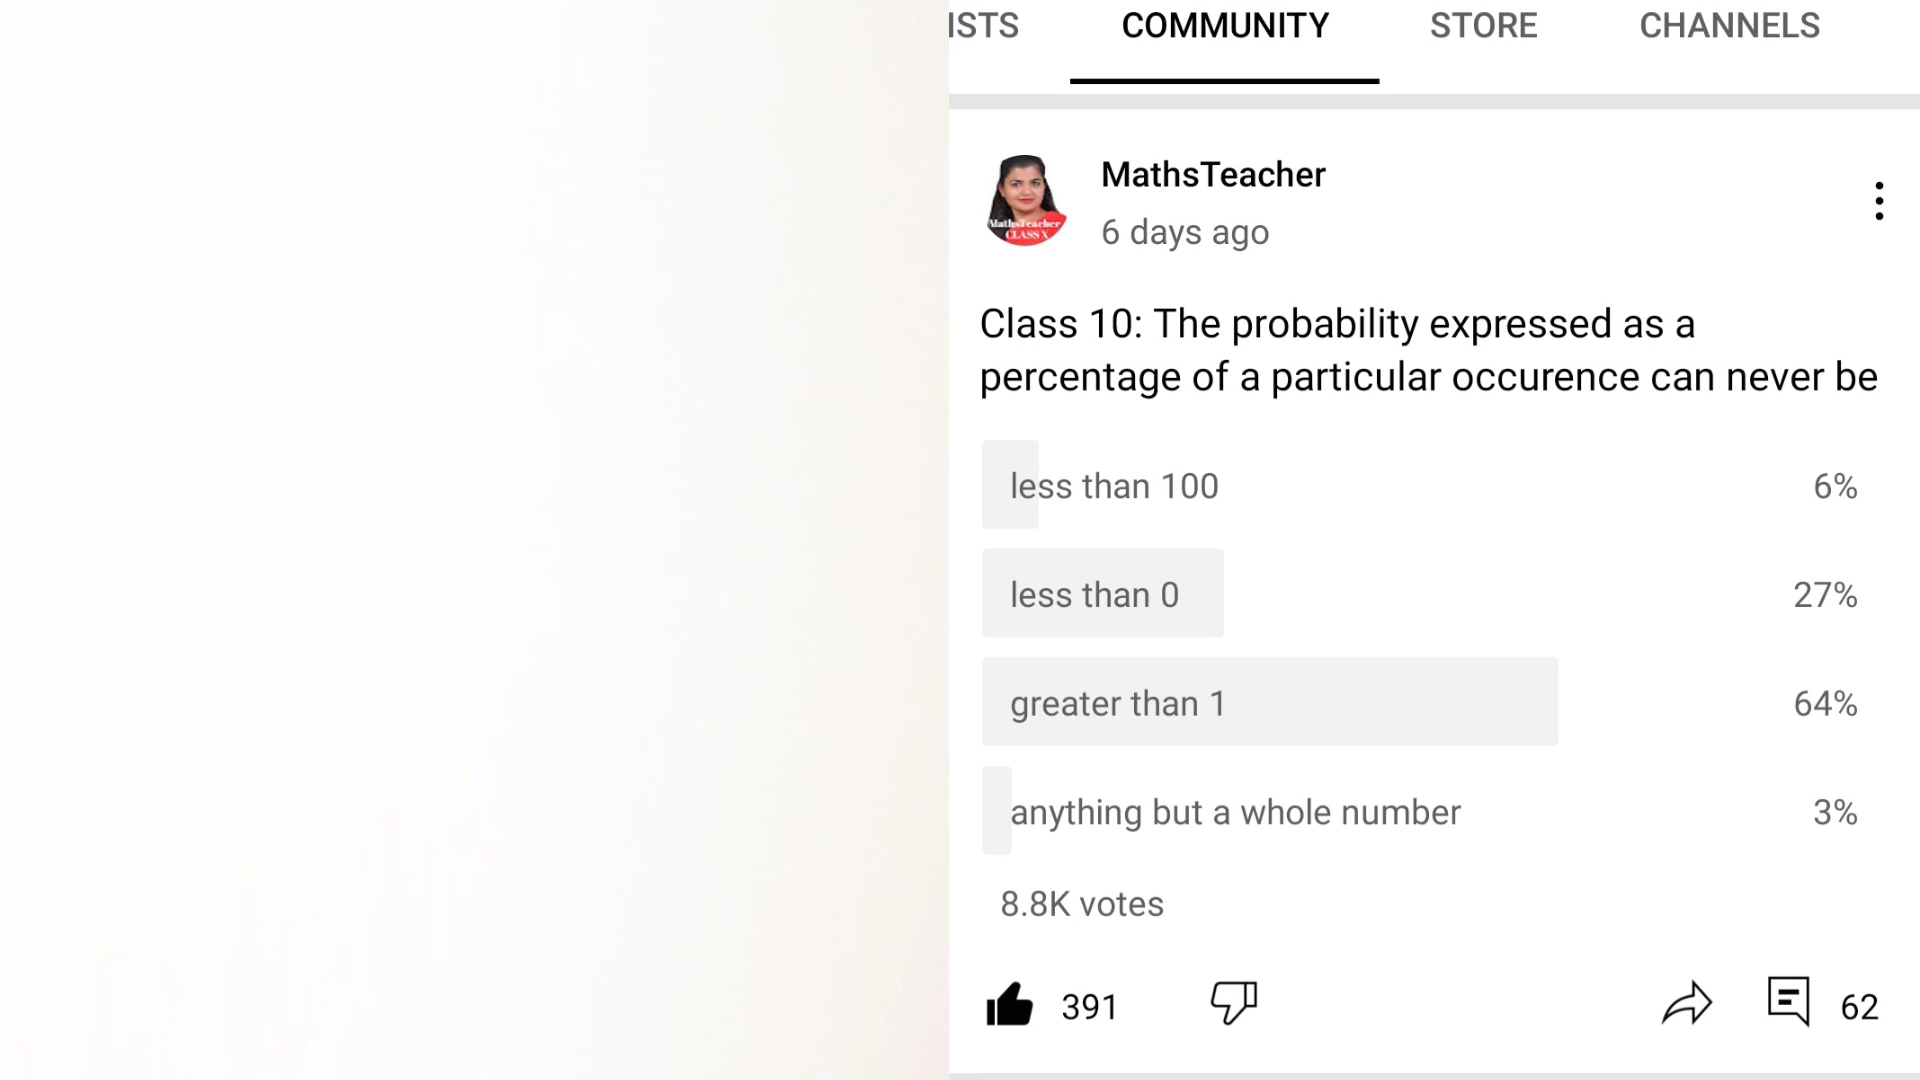 ISTS COMMUNITY STORE CHANNELS
MathsTeacher
6 days ago
MathsTeacher
CLASS X
Class 10: The probability expressed as a
percentage of a particular occurence can never be
less than 100 6%
less than 0 27%
greater than 1 64%
anything but a whole number 3%
8.8K votes
391 62